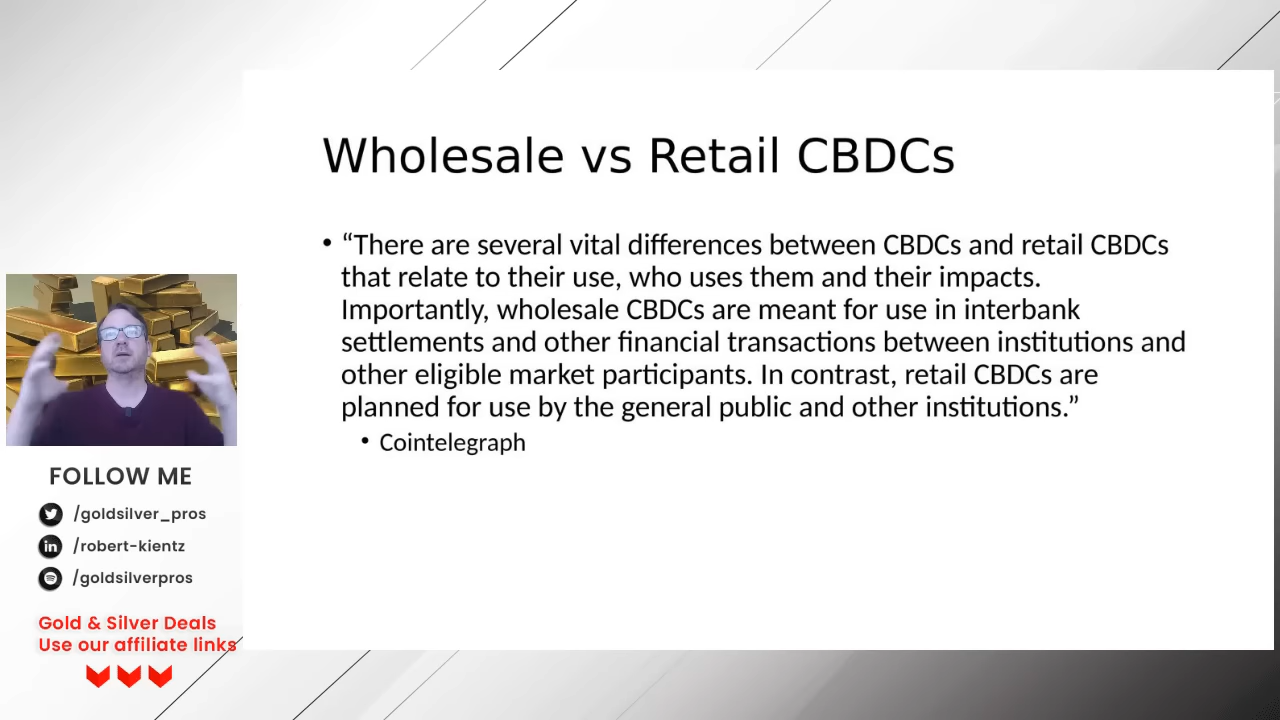 Wholesale vs Retail CBDCs
• “There are several vital differences between CBDCs and retail CBDCs
that relate to their use, who uses them and their impacts.
Importantly, wholesale CBDCs are meant for use in interbank
settlements and other financial transactions between institutions and
other eligible market participants. In contrast, retail CBDCs are
planned for use by the general public and other institutions.”
• Cointelegraph
FOLLOW ME
/goldsilver_pros
in /robert-kientz
/goldsilverpros
Gold & Silver Deals
Use our affiliate links